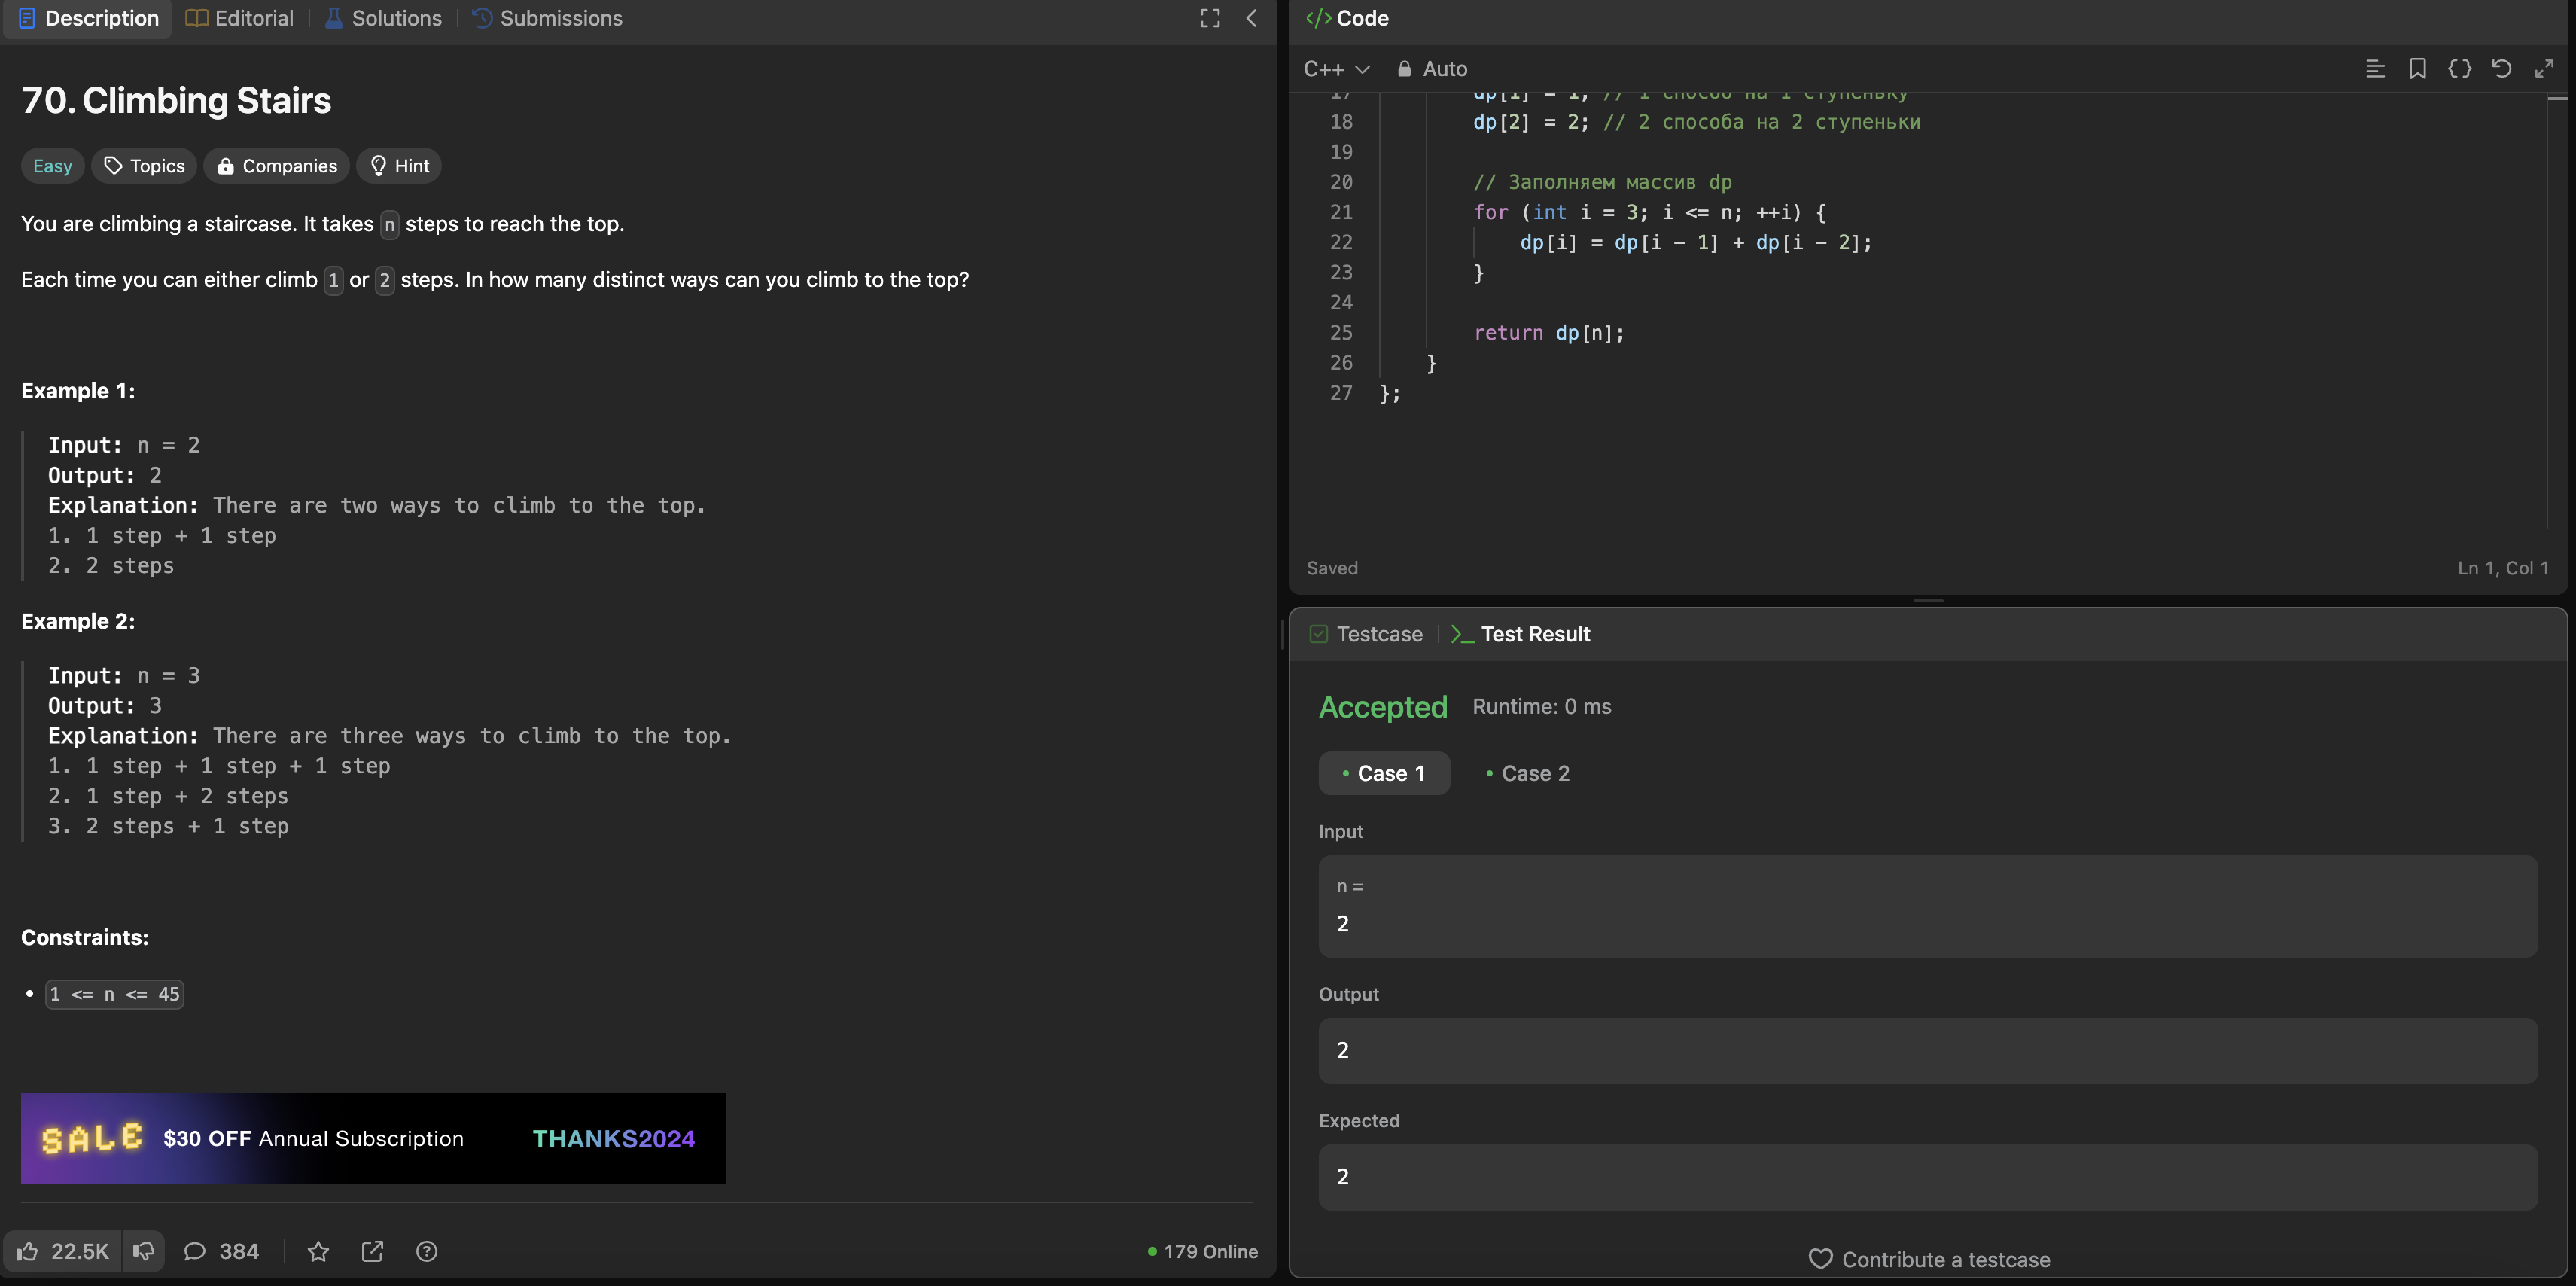 Description
Editorial
Solutions
Submissions
70. Climbing Stairs
Easy
Topics
Companies
Hint
You are climbing a staircase. It takes n steps to reach the top.
Each time you can either climb 1 or 2 steps. In how many distinct ways can you climb to the top?
Example 1:
Input: n = 2
Output: 2
Explanation: There are two ways to climb to the top.
1. 1 step + 1 step
2. 2 steps
Example 2:
Input: n = 3
Output: 3
Explanation: There are three ways to climb to the top.
1. 1 step + 1 step + 1 step
2. 1 step + 2 steps
3. 2 steps + 1 step
Constraints:
• 1 <= n <= 45
SALE $30 OFF Annual Subscription THANKS2024
22.5K
384
179 Online
</> Code
C++
Auto
17 dp[1] = 1; // 1 способ на 1 ступеньку
18 dp[2] = 2; // 2 способа на 2 ступеньки
19
20 // Заполняем массив dp
21 for (int i = 3; i <= n; ++i) {
22 dp[i] = dp[i - 1] + dp[i - 2];
23 }
24
25 return dp[n];
26 }
27 };
Saved
Ln 1, Col 1
Testcase
>_ Test Result
Accepted
Runtime: 0 ms
• Case 1
• Case 2
Input
n =
2
Output
2
Expected
2
Contribute a testcase